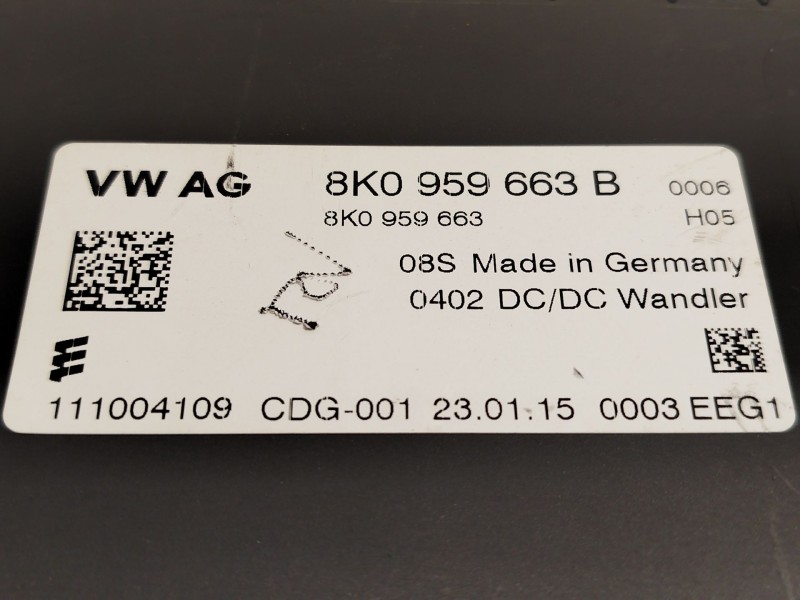 VW AG 8K0 959 663 B 0006
8K0 959 663 H05
08S Made in Germany
0402 DC/DC Wandler
111004109 CDG-001 23.01.15 0003 EEG1